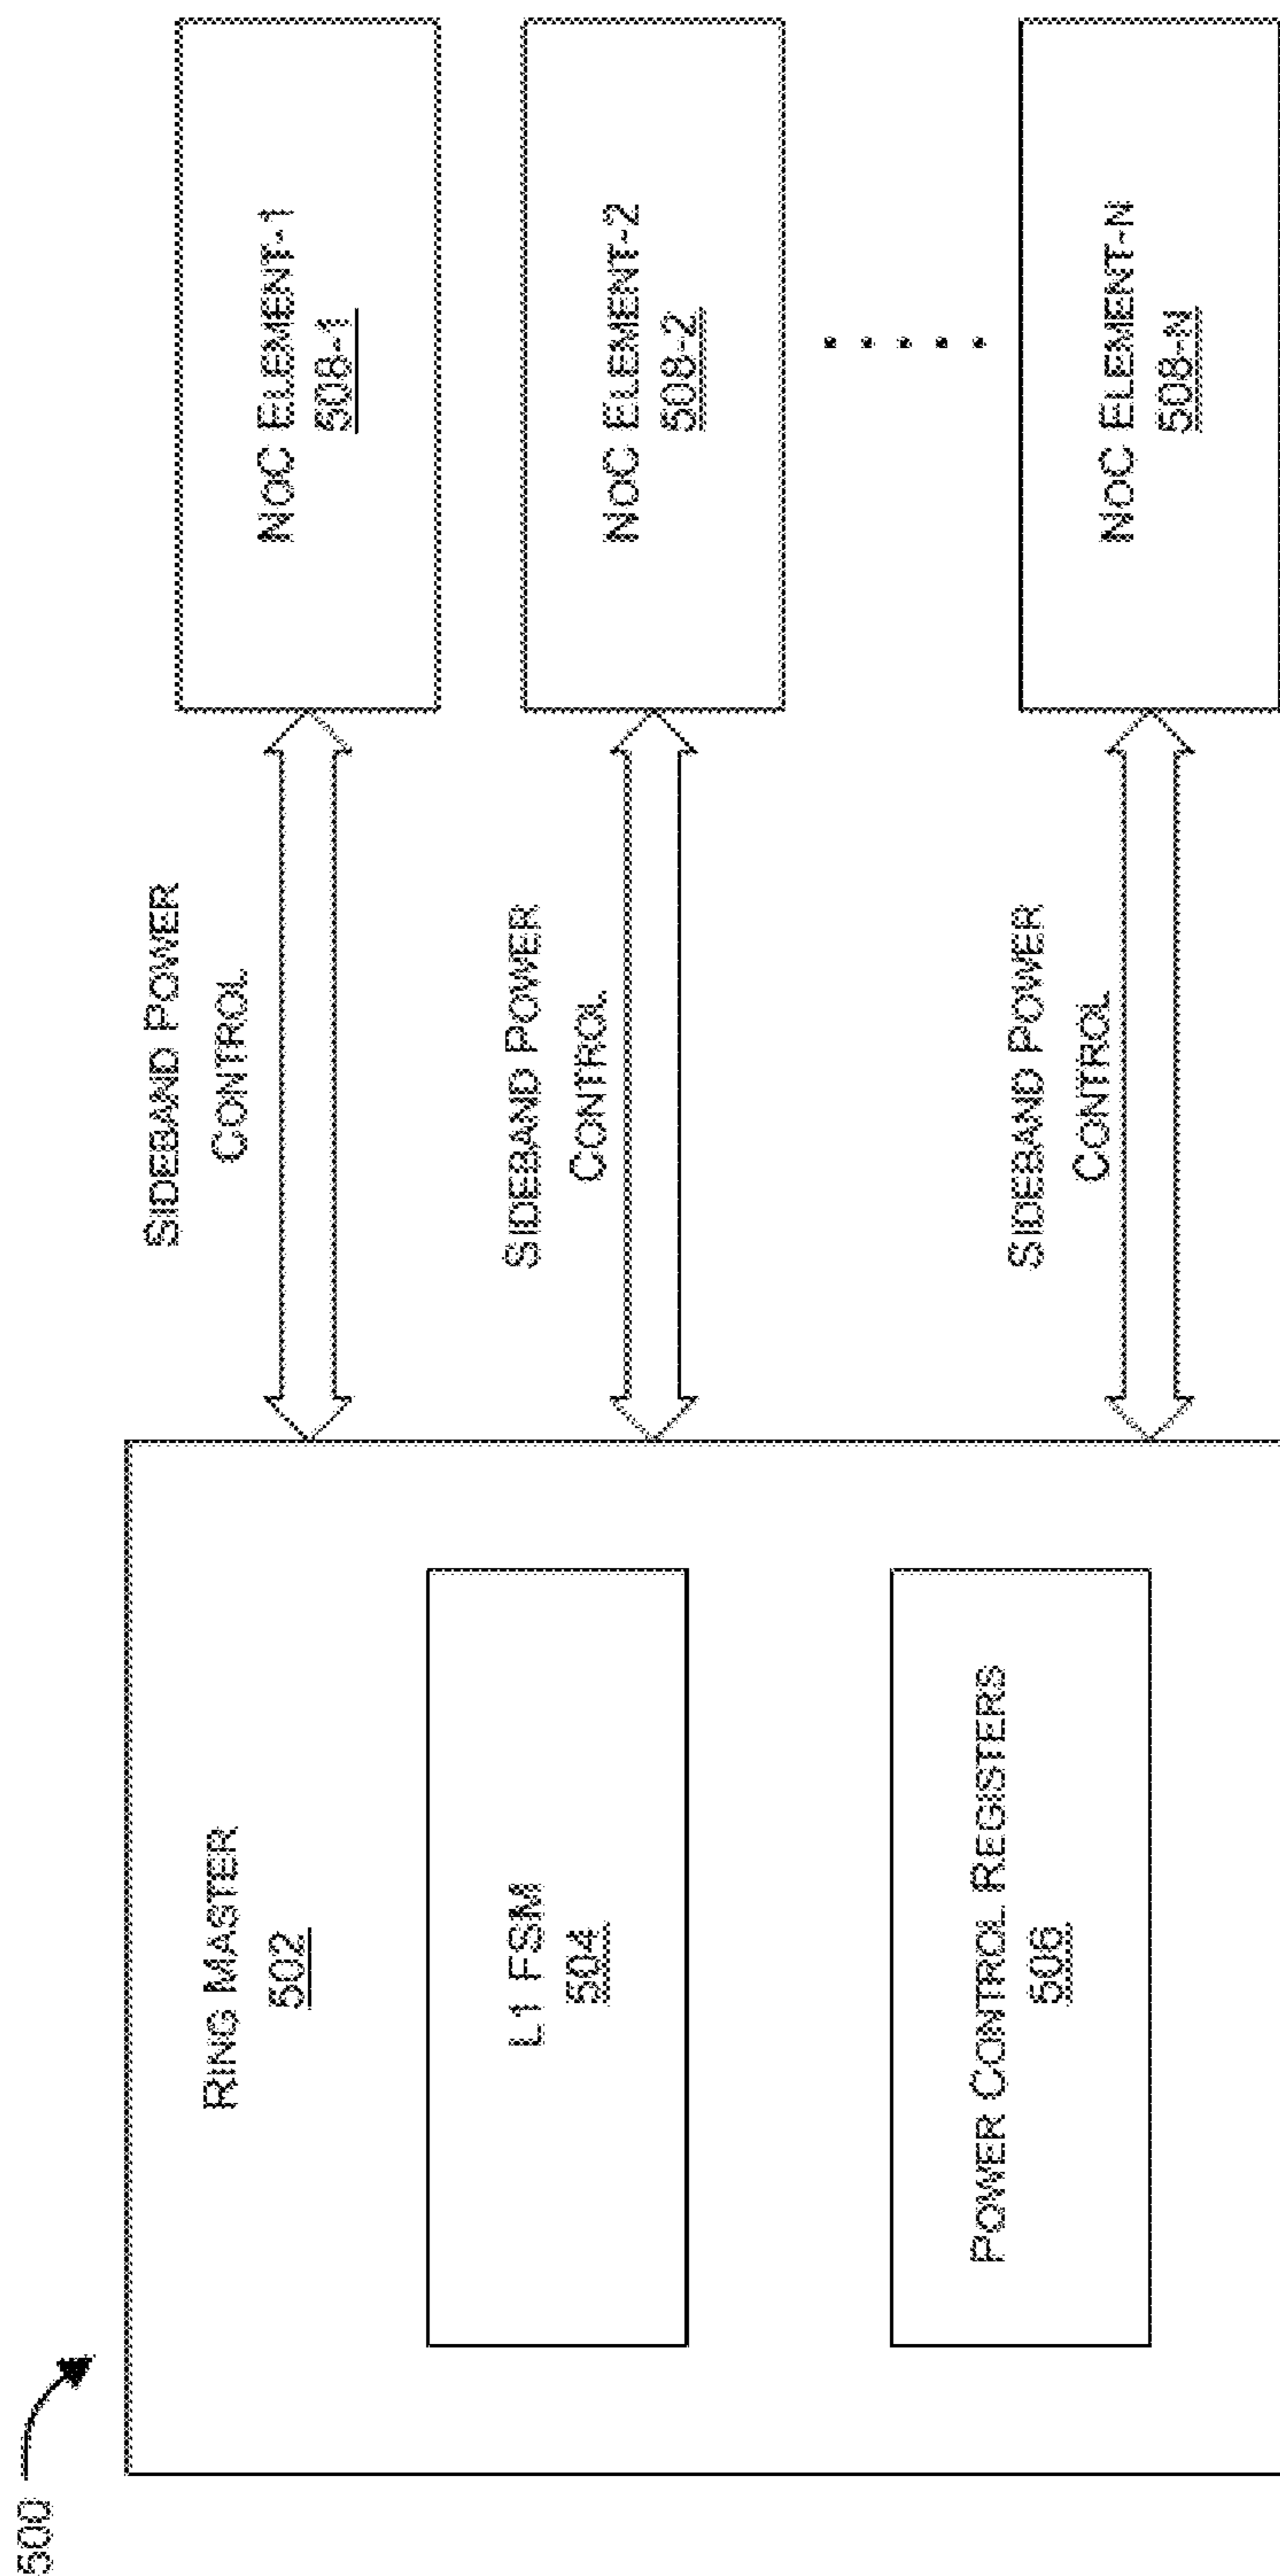 500
RING MASTER
502
L1 FSM
504
POWER CONTROL REGISTERS
506
SIDEBAND POWER
CONTROL
SIDEBAND POWER
CONTROL
SIDEBAND POWER
CONTROL
NOC ELEMENT-1
508-1
NOC ELEMENT-2
508-2
NOC ELEMENT-N
508-N